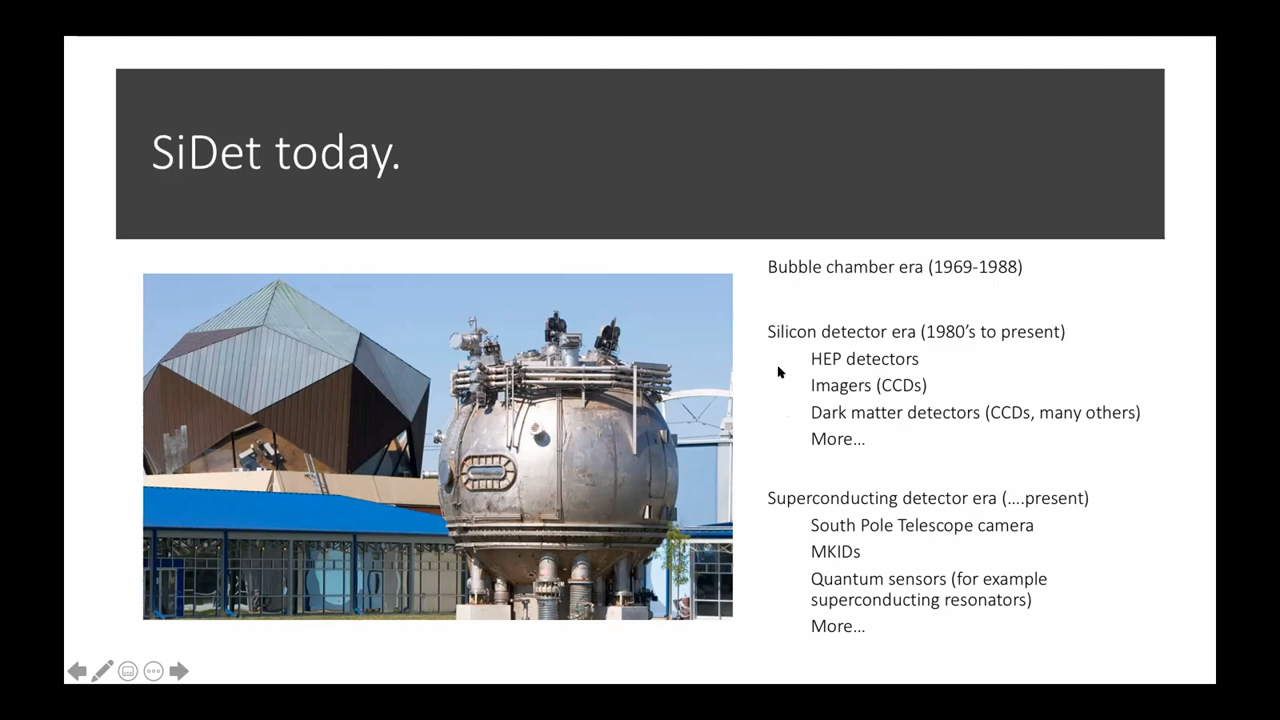 SiDet today.
Bubble chamber era (1969-1988)
Silicon detector era (1980’s to present)
HEP detectors
Imagers (CCDs)
Dark matter detectors (CCDs, many others)
More…
Superconducting detector era (….present)
South Pole Telescope camera
MKIDs
Quantum sensors (for example
superconducting resonators)
More…